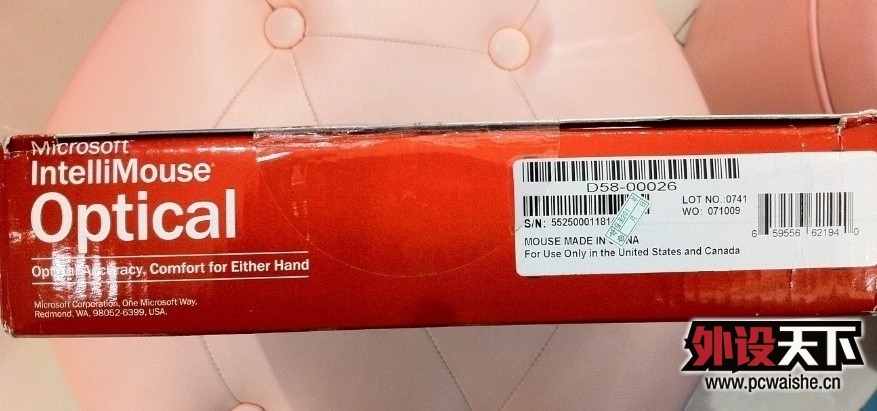 Microsoft
IntelliMouse®
Optical
Optical Accuracy, Comfort for Either Hand
Microsoft Corporation, One Microsoft Way,
Redmond, WA, 98052-6399, USA.
D58-00026
S/N: 55250001181
LOT NO.:0741
WO: 071009
MOUSE MADE IN
For Use Only in the United States and Canada
6 59556 62194 0
外设天下
www.pcwaishe.cn